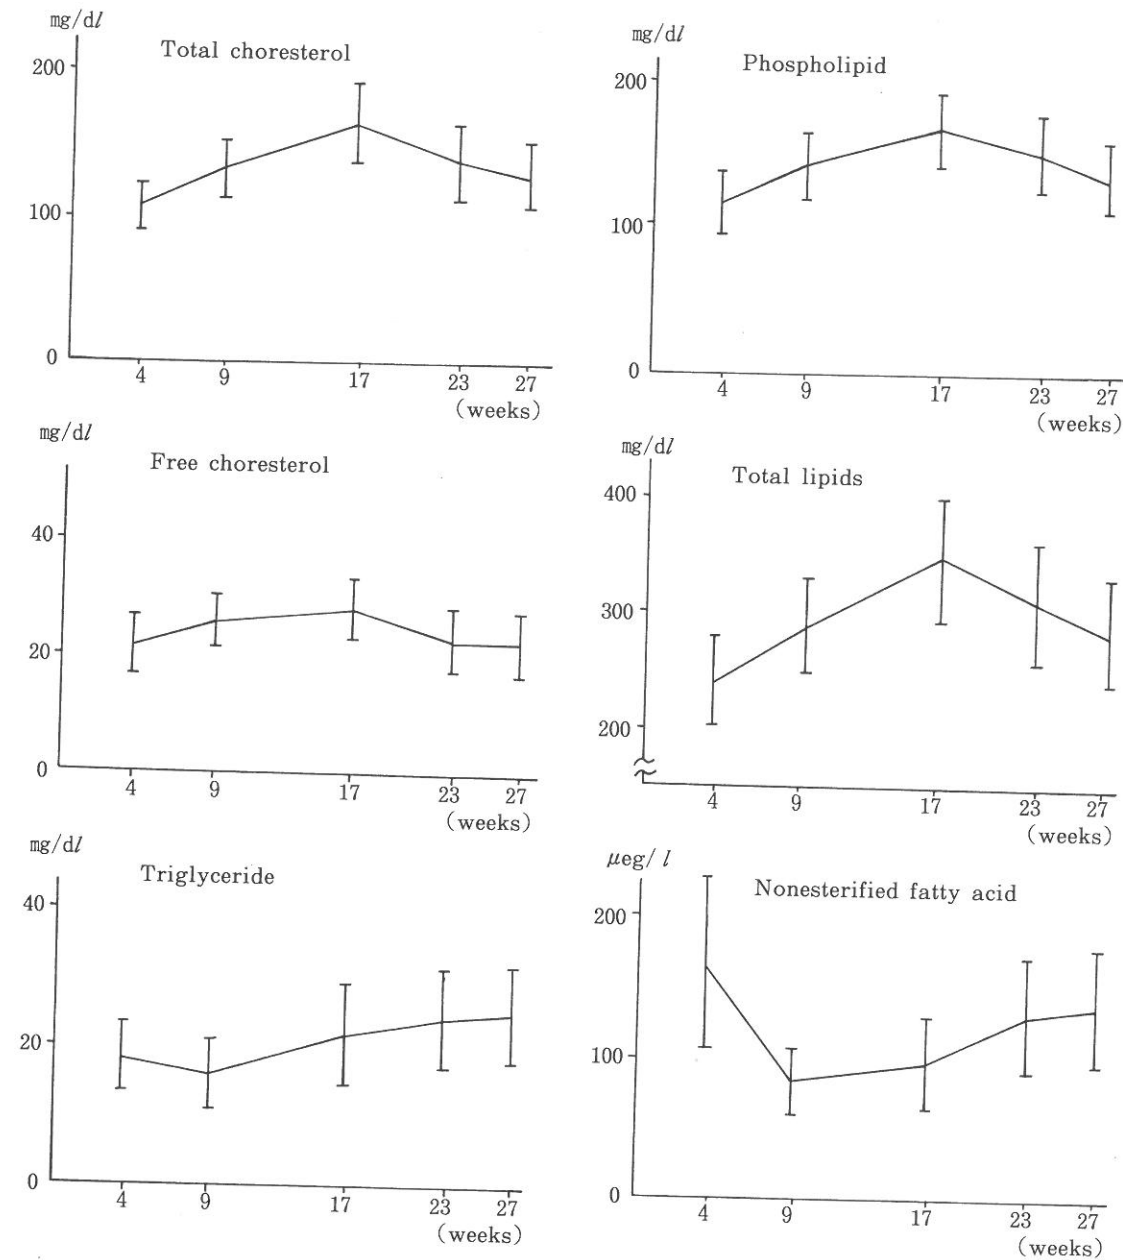 mg/dl
Total choresterol
200
100
0
4 9 17 23 27
(weeks)
mg/dl
Phospholipid
200
100
0
4 9 17 23 27
(weeks)
mg/dl
Free choresterol
40
20
0
4 9 17 23 27
(weeks)
mg/dl
Total lipids
400
300
200
4 9 17 23 27
(weeks)
mg/dl
Triglyceride
40
20
0
4 9 17 23 27
(weeks)
μeg/ l
Nonesterified fatty acid
200
100
0
4 9 17 23 27
(weeks)